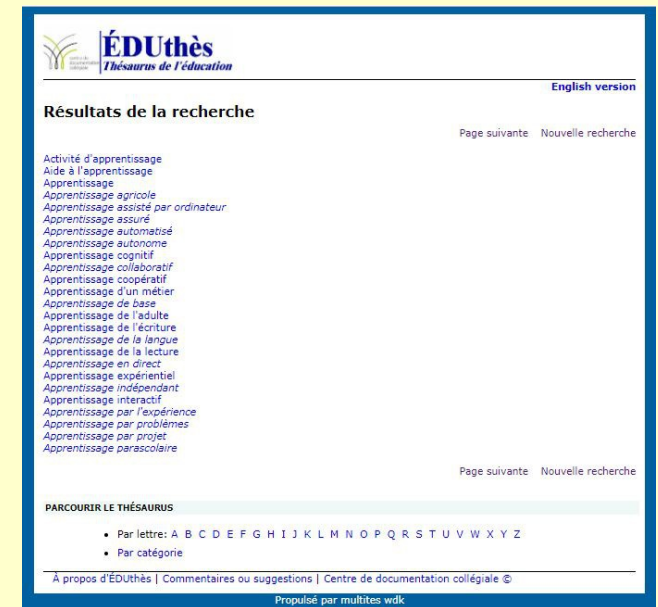 centre de documentation collégiale
ÉDUthès
Thésaurus de l'éducation
English version
Résultats de la recherche
Page suivante Nouvelle recherche
Activité d'apprentissage
Aide à l'apprentissage
Apprentissage
Apprentissage agricole
Apprentissage assisté par ordinateur
Apprentissage assuré
Apprentissage automatisé
Apprentissage autonome
Apprentissage cognitif
Apprentissage collaboratif
Apprentissage coopératif
Apprentissage d'un métier
Apprentissage de base
Apprentissage de l'adulte
Apprentissage de l'écriture
Apprentissage de la langue
Apprentissage de la lecture
Apprentissage en direct
Apprentissage expérientiel
Apprentissage indépendant
Apprentissage interactif
Apprentissage par l'expérience
Apprentissage par problèmes
Apprentissage par projet
Apprentissage parascolaire
Page suivante Nouvelle recherche
PARCOURIR LE THÉSAURUS
• Par lettre: A B C D E F G H I J K L M N O P Q R S T U V W X Y Z
• Par catégorie
À propos d'ÉDUthès | Commentaires ou suggestions | Centre de documentation collégiale ©
Propulsé par multites wdk